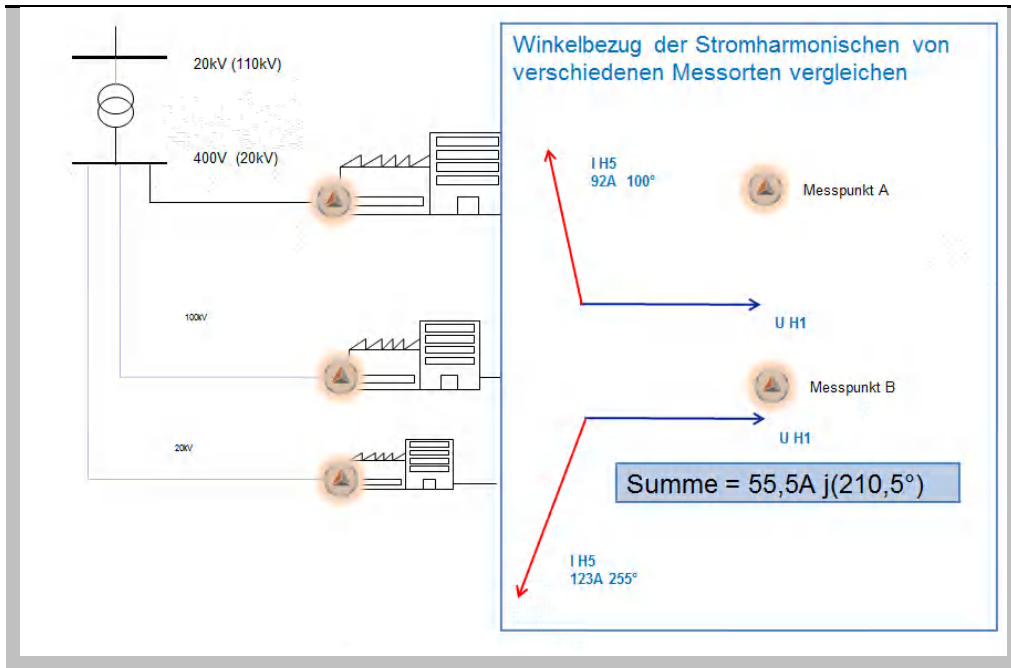 20kV (110kV)
400V (20kV)
100kV
20kV
Winkelbezug der Stromharmonischen von
verschiedenen Messorten vergleichen
I H5
92A 100°
Messpunkt A
U H1
Messpunkt B
U H1
Summe = 55,5A j(210,5°)
I H5
123A 255°